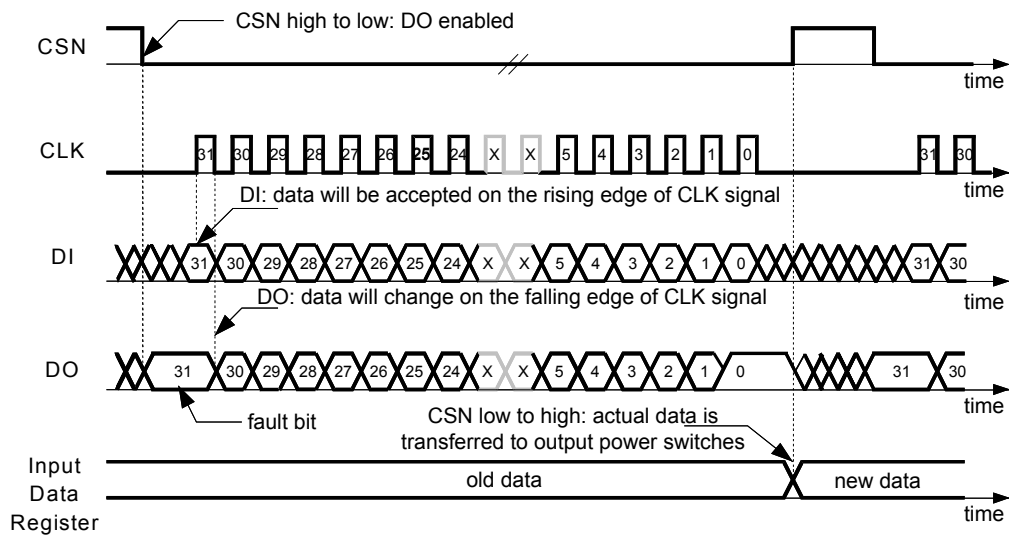 CSN high to low: DO enabled
CSN
time
CLK
31 30 29 28 27 26 25 24 X X 5 4 3 2 1 0 31 30
time
DI: data will be accepted on the rising edge of CLK signal
DI
31 30 29 28 27 26 25 24 X X 5 4 3 2 1 0 31 30
time
DO: data will change on the falling edge of CLK signal
DO
31 30 29 28 27 26 25 24 X X 5 4 3 2 1 0 31 30
time
fault bit
CSN low to high: actual data is
transferred to output power switches
Input
Data
Register
old data
new data
time